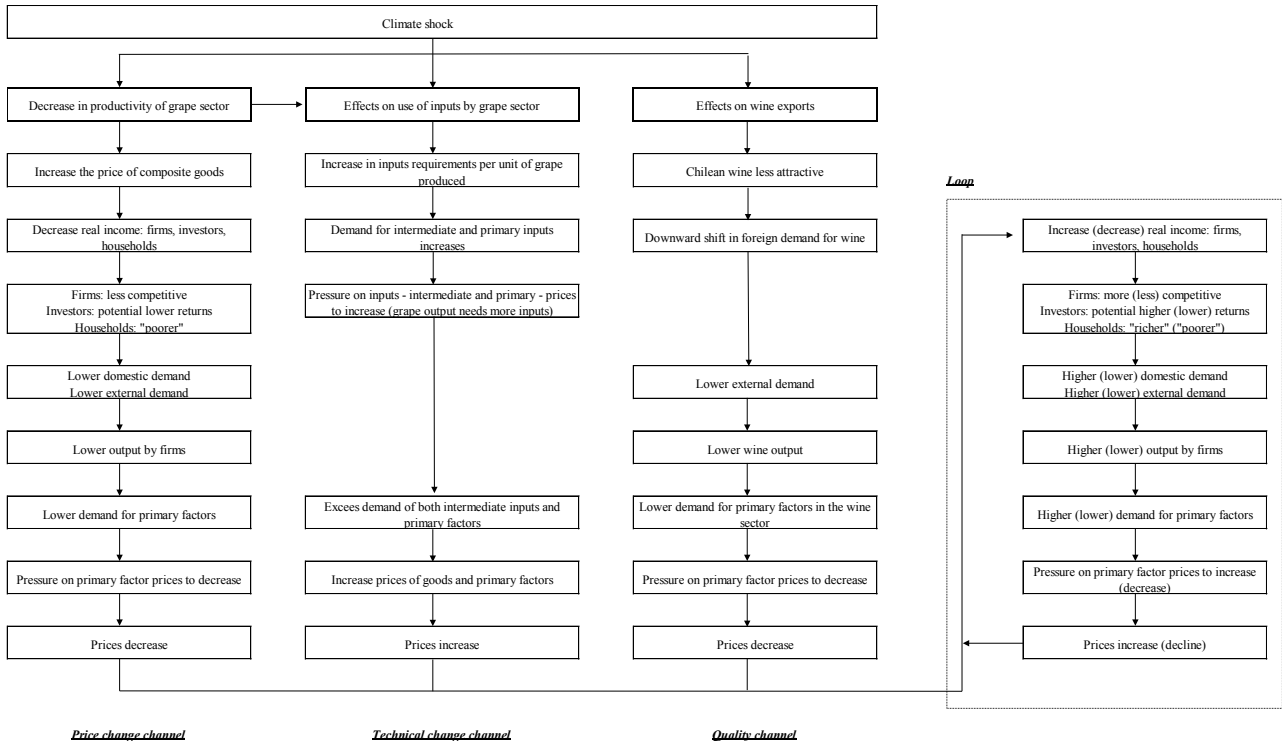 Climate shock
Decrease in productivity of grape sector
Increase the price of composite goods
Decrease real income: firms, investors,
households
Firms: less competitive
Investors: potential lower returns
Households: "poorer"
Lower domestic demand
Lower external demand
Lower output by firms
Lower demand for primary factors
Pressure on primary factor prices to decrease
Prices decrease
Price change channel
Effects on use of inputs by grape sector
Increase in inputs requirements per unit of grape
produced
Demand for intermediate and primary inputs
increases
Pressure on inputs - intermediate and primary - prices
to increase (grape output needs more inputs)
Excees demand of both intermediate inputs and
primary factors
Increase prices of goods and primary factors
Prices increase
Technical change channel
Effects on wine exports
Chilean wine less attractive
Downward shift in foreign demand for wine
Lower external demand
Lower wine output
Lower demand for primary factors in the wine
sector
Pressure on primary factor prices to decrease
Prices decrease
Quality channel
Loop
Increase (decrease) real income: firms,
investors, households
Firms: more (less) competitive
Investors: potential higher (lower) returns
Households: "richer" ("poorer")
Higher (lower) domestic demand
Higher (lower) external demand
Higher (lower) output by firms
Higher (lower) demand for primary factors
Pressure on primary factor prices to increase
(decrease)
Prices increase (decline)